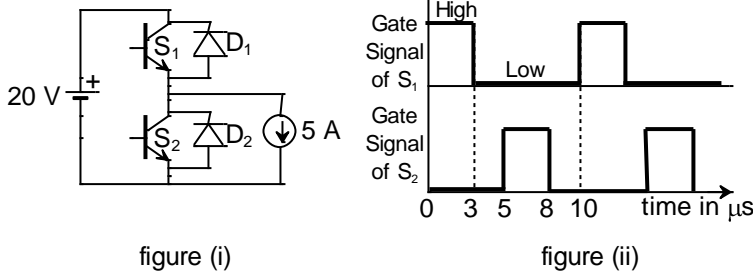 20 V
+
S1
D1
S2
D2
5 A
figure (i)
Gate
Signal
of S1
High
Low
Gate
Signal
of S2
0 3 5 8 10 time in μs
figure (ii)